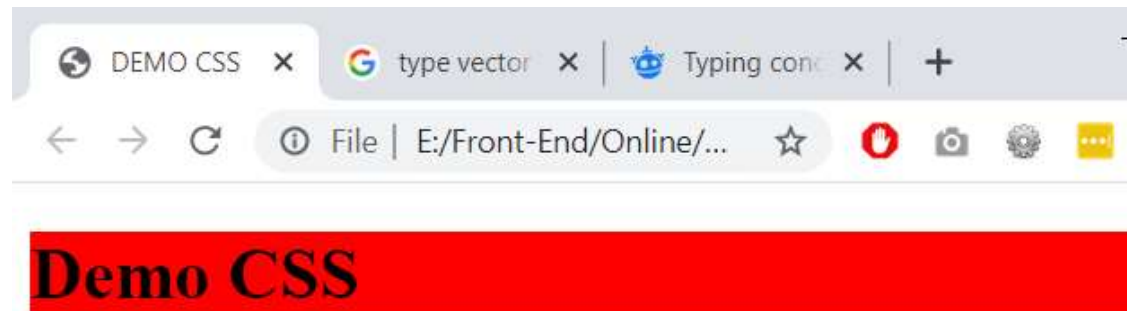 DEMO CSS type vector Typing con
File | E:/Front-End/Online/...
Demo CSS